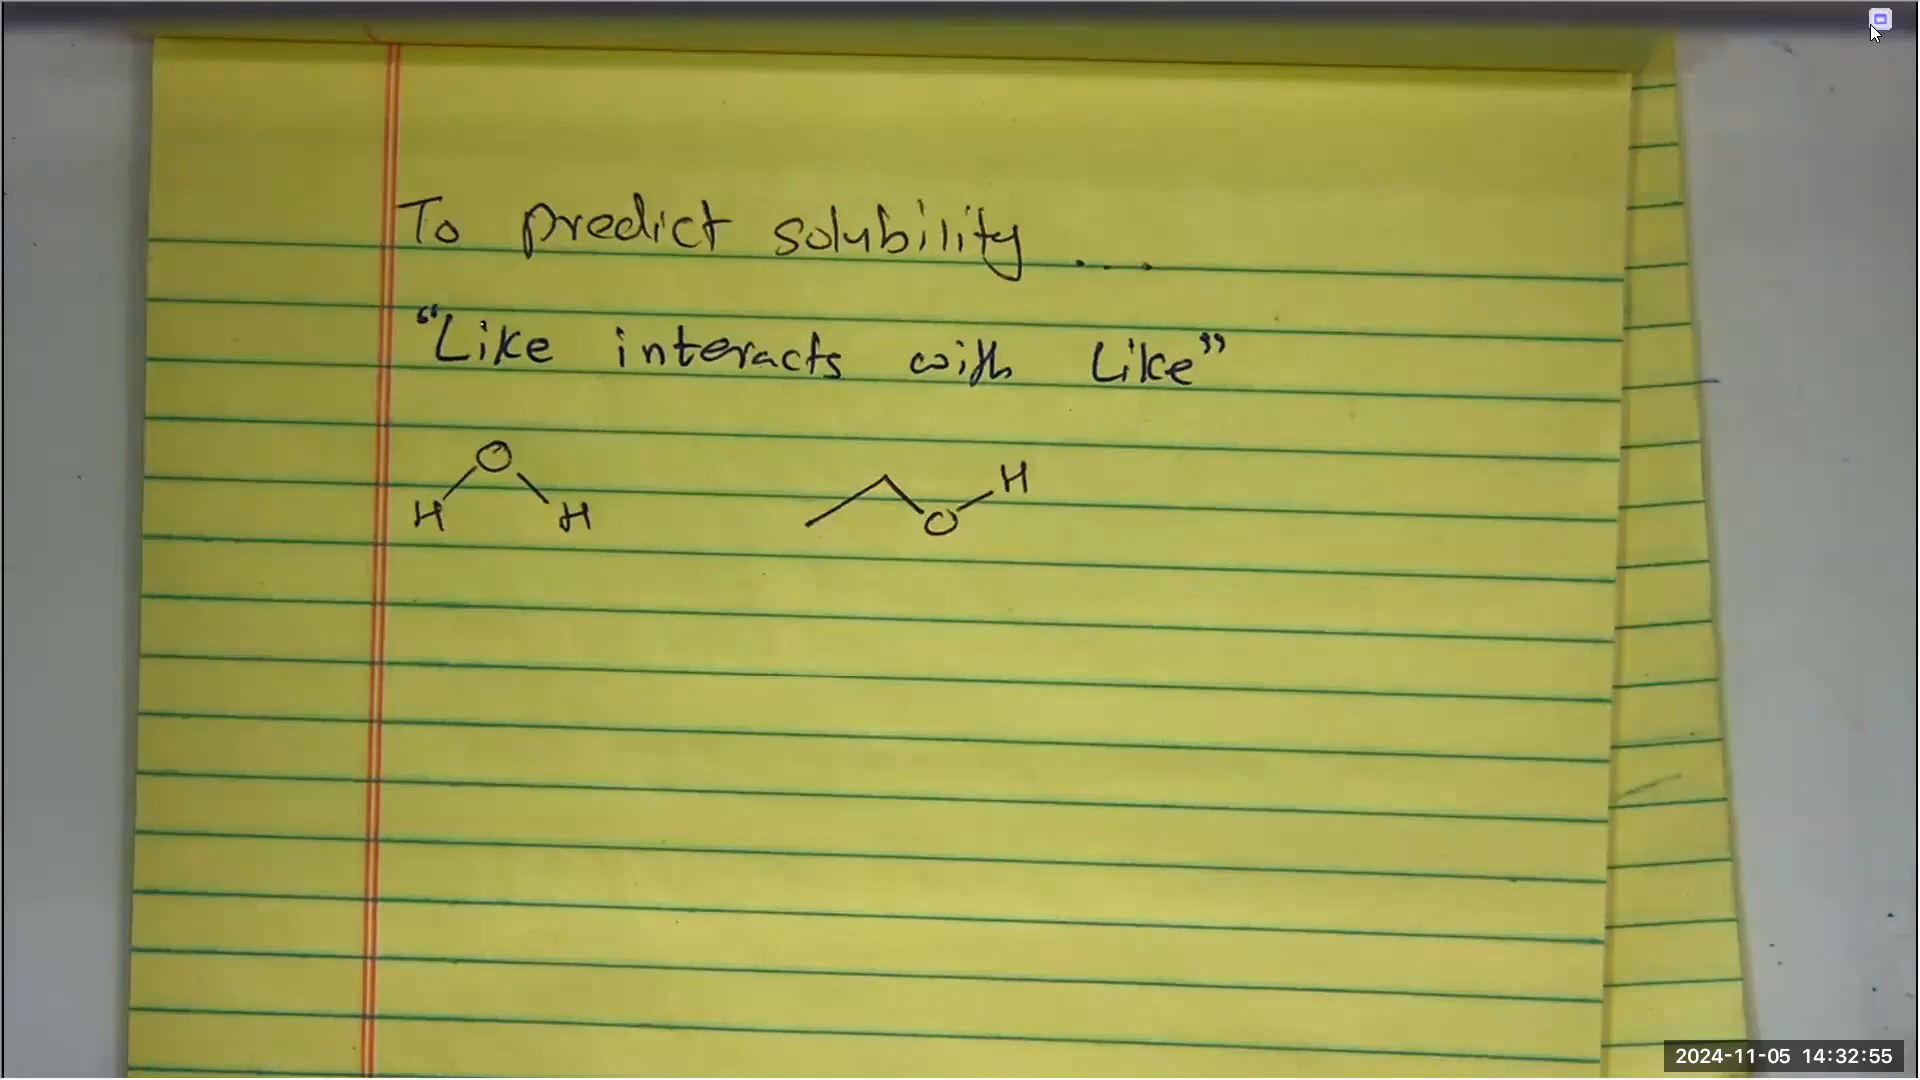 To predict solubility ...
“Like interacts with Like”
O H
H H O
2024-11-05 14:32:55